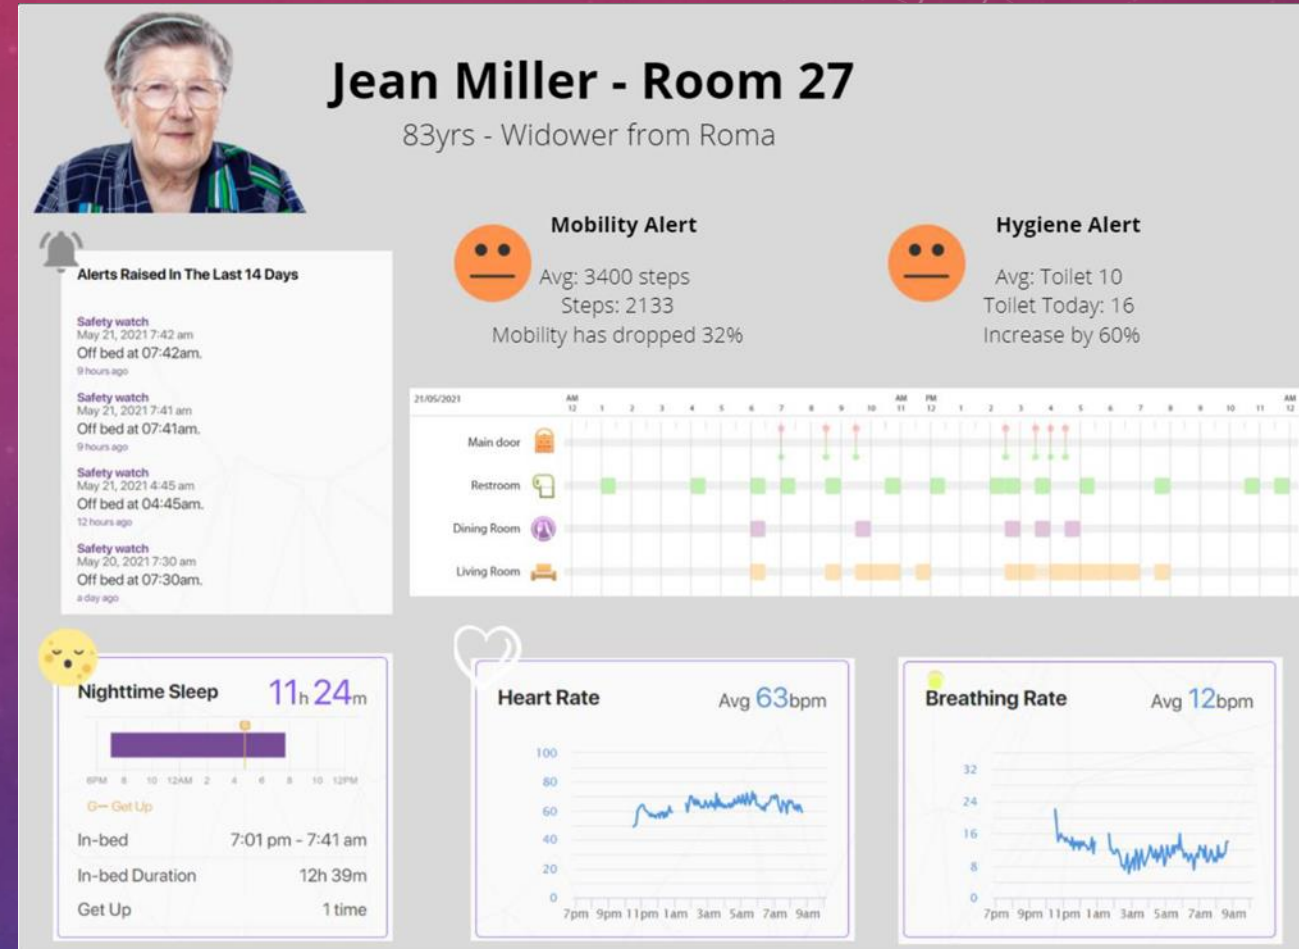 Jean Miller - Room 27
83yrs - Widower from Roma
Alerts Raised In The Last 14 Days
Safety watch
May 21, 2021 7:42 am
Off bed at 07:42am.
9 hours ago
Safety watch
May 21, 2021 7:41 am
Off bed at 07:41am.
9 hours ago
Safety watch
May 21, 2021 4:45 am
Off bed at 04:45am.
12 hours ago
Safety watch
May 20, 2021 7:30 am
Off bed at 07:30am.
a day ago
Mobility Alert
Avg: 3400 steps
Steps: 2133
Mobility has dropped 32%
Hygiene Alert
Avg: Toilet 10
Toilet Today: 16
Increase by 60%
21/05/2021
AM AM PM AM
12 1 2 3 4 5 6 7 8 9 10 11 12 1 2 3 4 5 6 7 8 9 10 11 12
Main door
Restroom
Dining Room
Living Room
Nighttime Sleep 11h 24m
6PM 8 10 12AM 2 4 6 8 10 12PM
G Get Up
In-bed 7:01 pm - 7:41 am
In-bed Duration 12h 39m
Get Up 1 time
Heart Rate Avg 63bpm
100
80
60
40
20
0
7pm 9pm 11pm 1am 3am 5am 7am 9am
Breathing Rate Avg 12bpm
32
24
16
8
0
7pm 9pm 11pm 1am 3am 5am 7am 9am